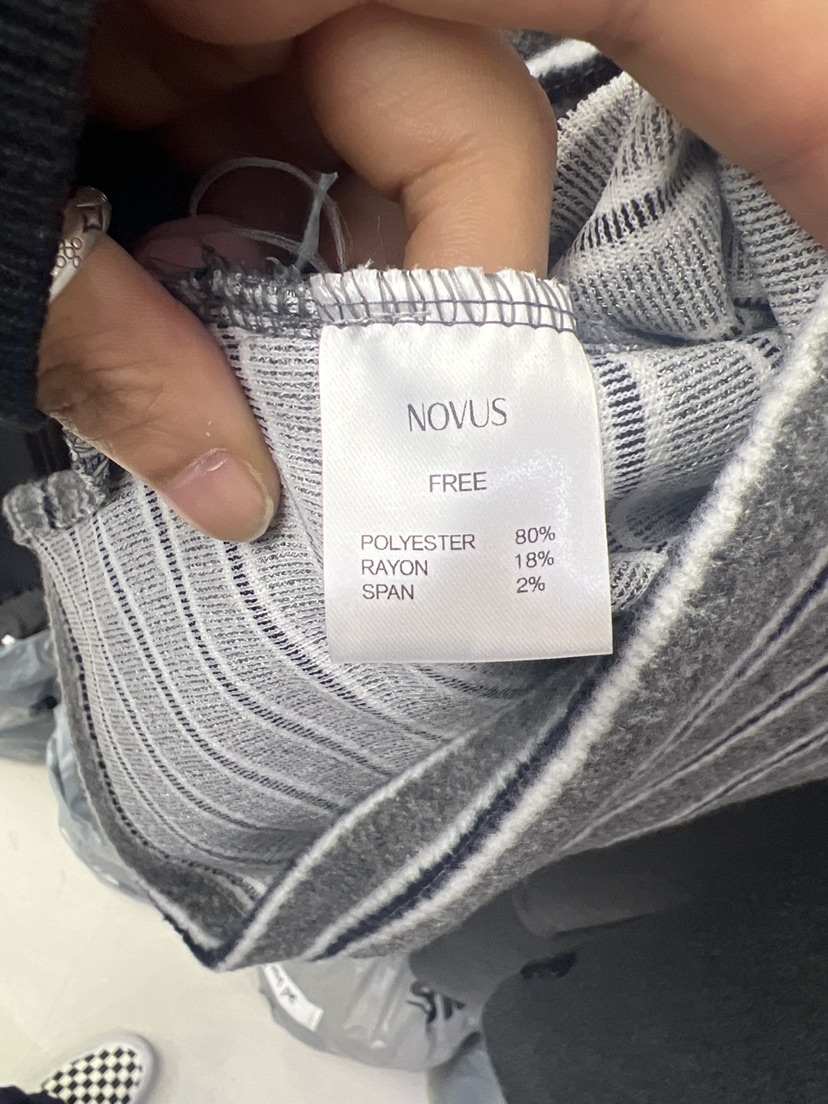 NOVUS
FREE
POLYESTER 80%
RAYON 18%
SPAN 2%